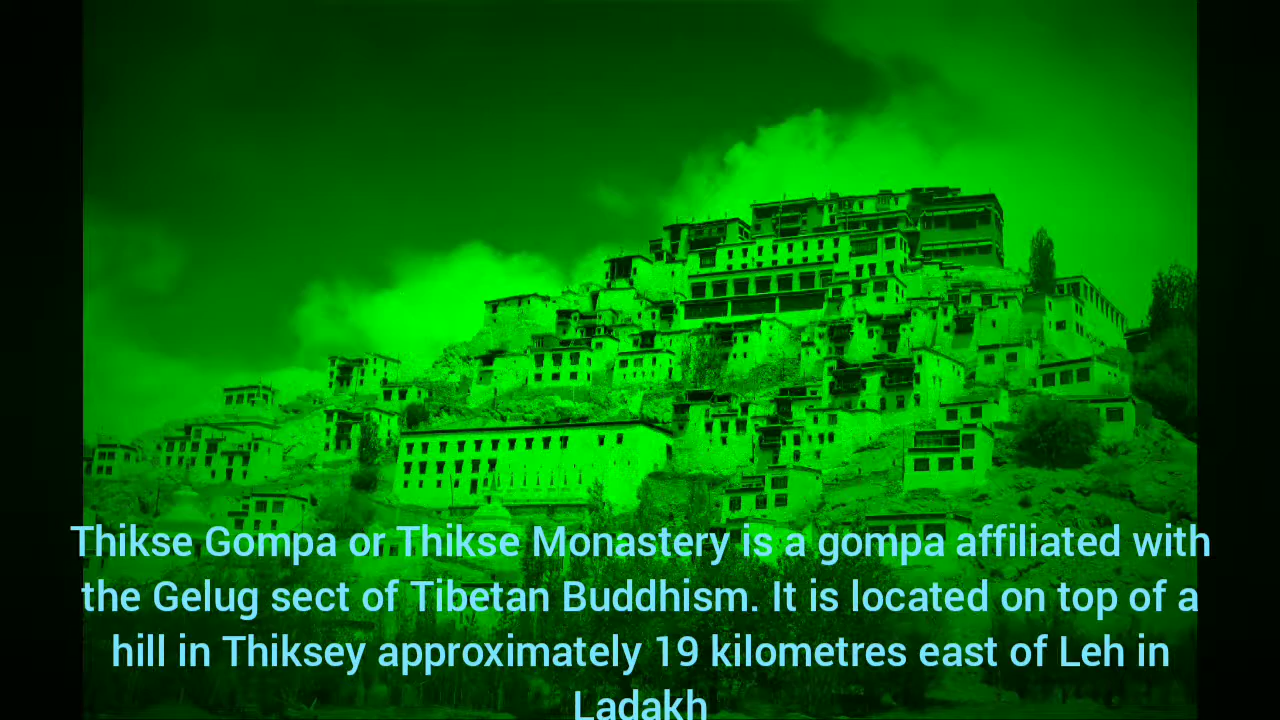 Thikse Gompa or Thikse Monastery is a gompa affiliated with
the Gelug sect of Tibetan Buddhism. It is located on top of a
hill in Thiksey approximately 19 kilometres east of Leh in
Ladakh